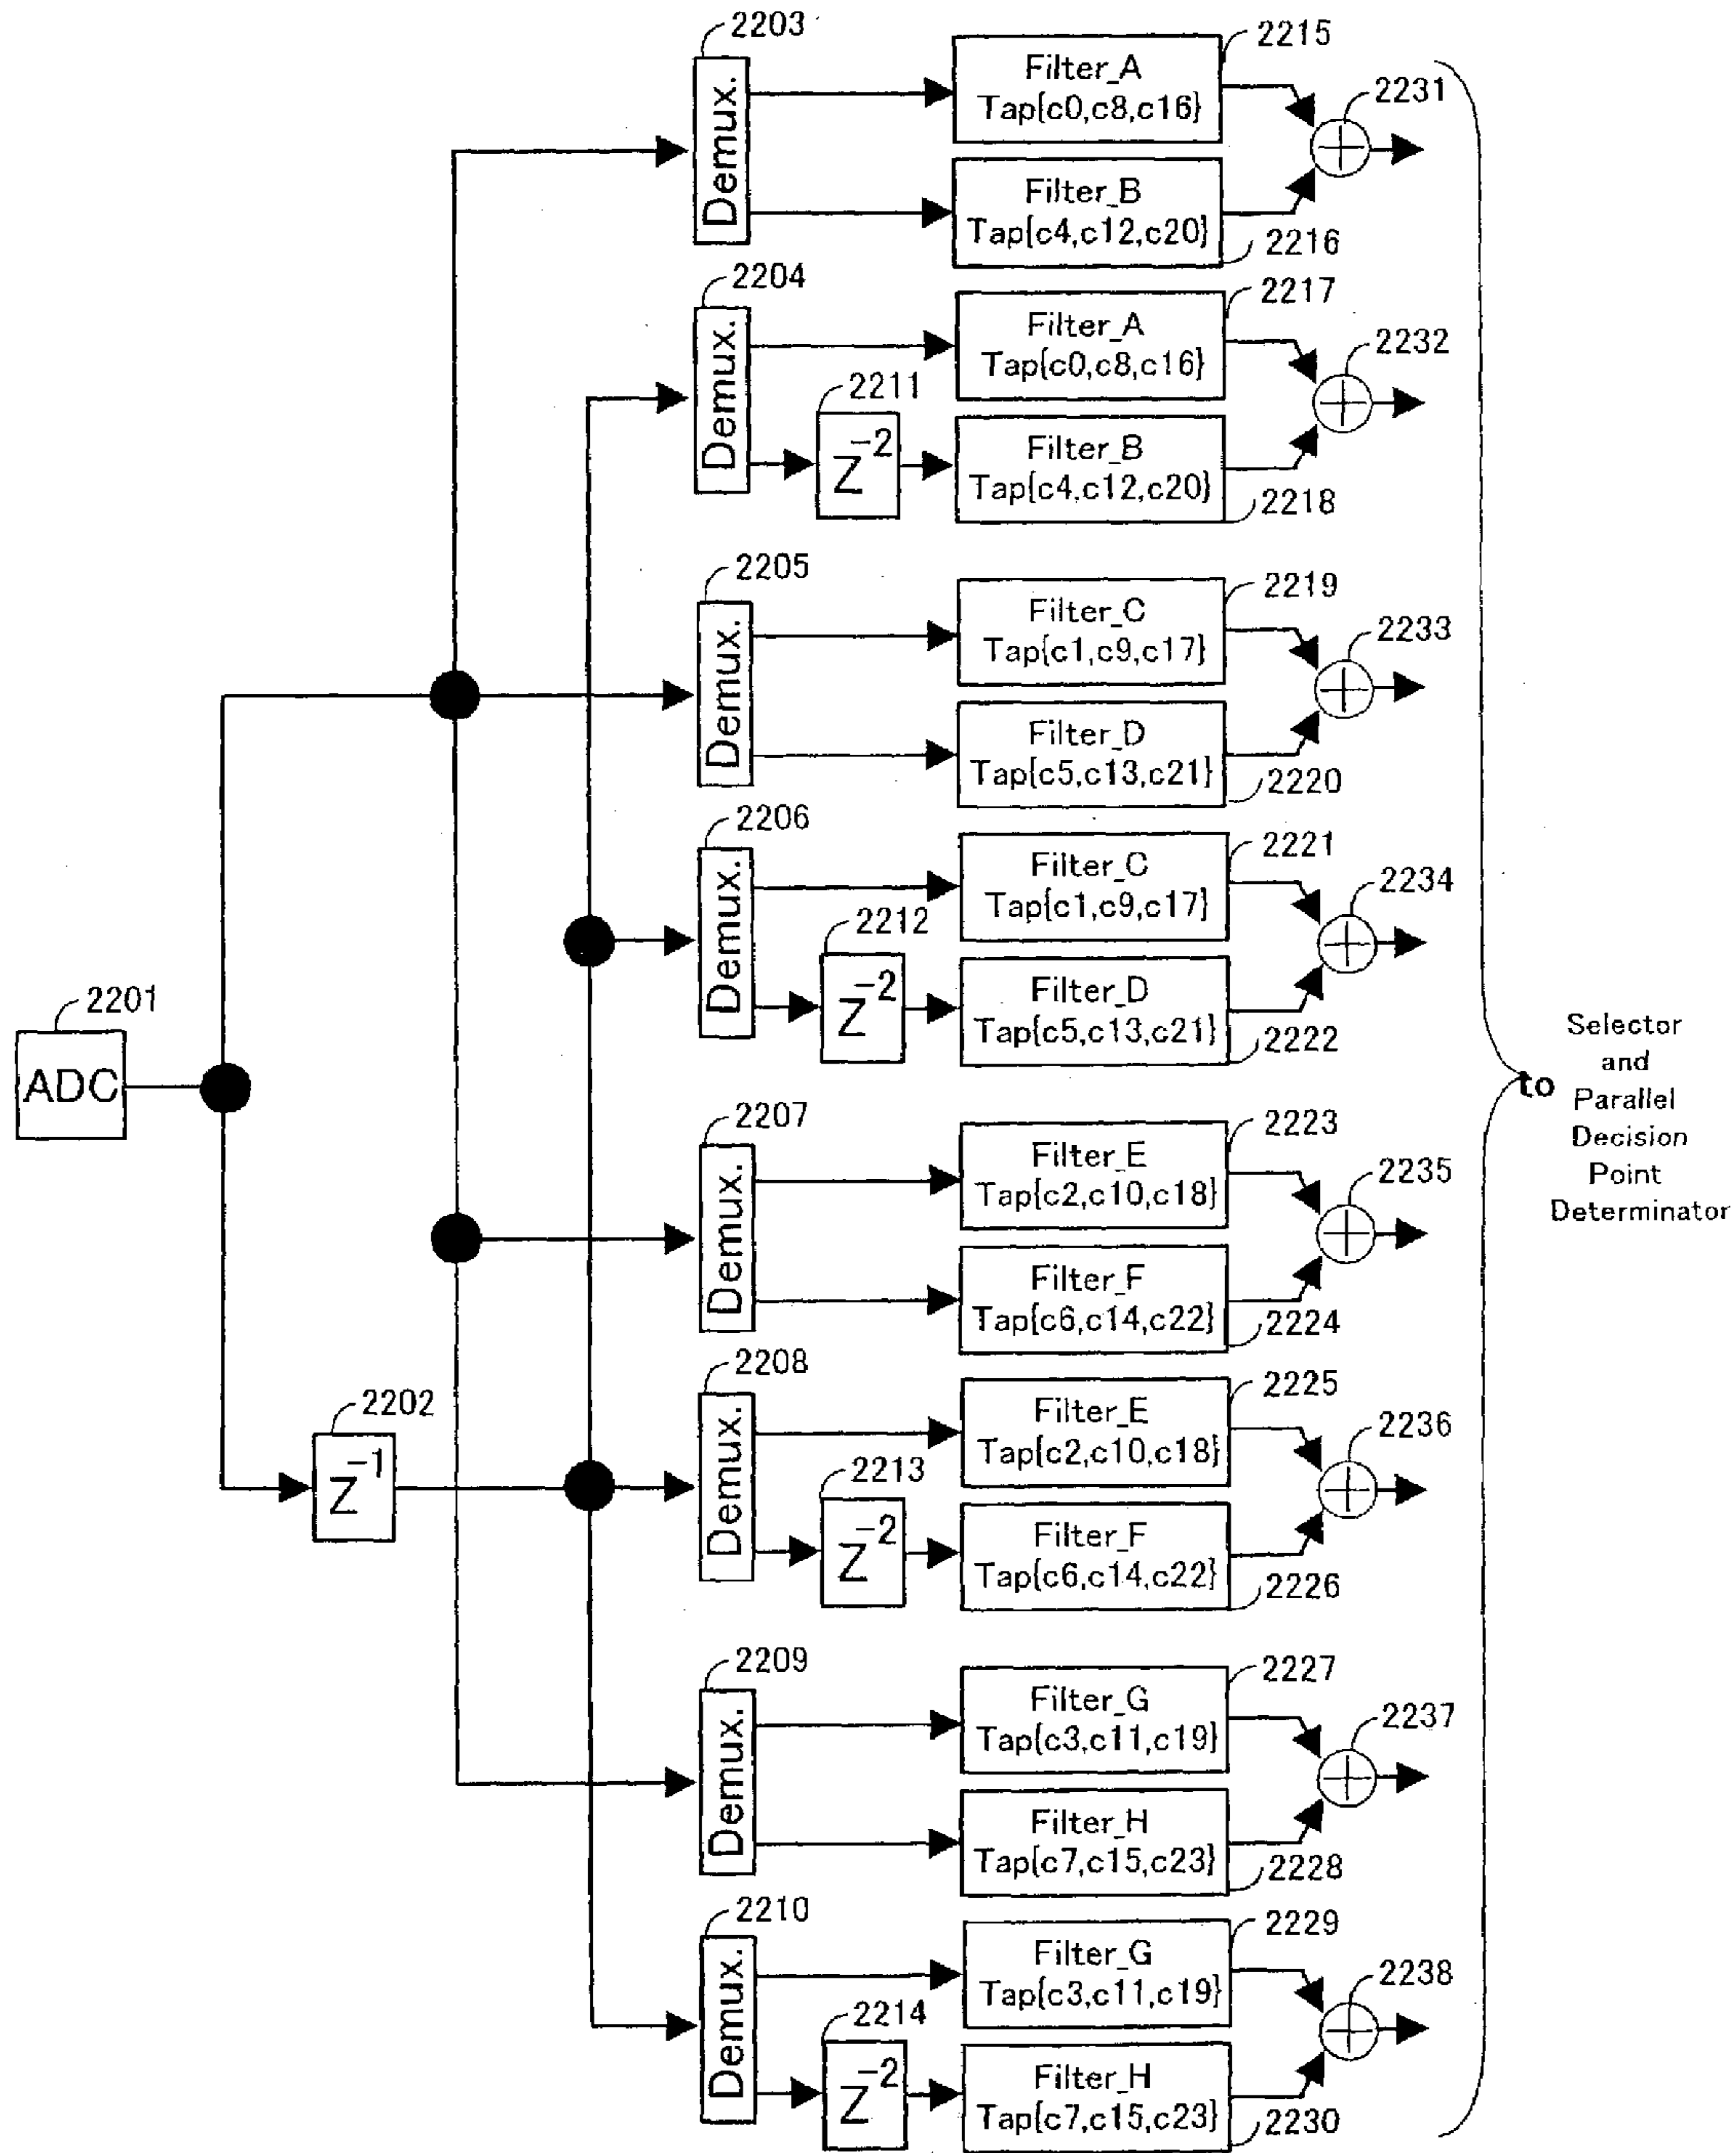 2203
2215
Demux.
Filter_A
Tap{c0,c8,c16}
2231
Filter_B
Tap{c4,c12,c20}
2216
2204
2217
Demux.
Filter_A
Tap{c0,c8,c16}
2232
2211
Z-2
Filter_B
Tap{c4,c12,c20}
2218
2205
2219
Demux.
Filter_C
Tap{c1,c9,c17}
2233
Filter_D
Tap{c5,c13,c21}
2220
2206
2221
Demux.
Filter_C
Tap{c1,c9,c17}
2234
2212
Z-2
Filter_D
Tap{c5,c13,c21}
2222
2201
ADC
to
Selector
and
Parallel
Decision
Point
Determinator
2207
2223
Demux.
Filter_E
Tap{c2,c10,c18}
2235
Filter_F
Tap{c6,c14,c22}
2224
2208
2225
Demux.
Filter_E
Tap{c2,c10,c18}
2236
2202
Z-1
2213
Z-2
Filter_F
Tap{c6,c14,c22}
2226
2209
2227
Demux.
Filter_G
Tap{c3,c11,c19}
2237
Filter_H
Tap{c7,c15,c23}
2228
2210
2229
Demux.
Filter_G
Tap{c3,c11,c19}
2238
2214
Z-2
Filter_H
Tap{c7,c15,c23}
2230